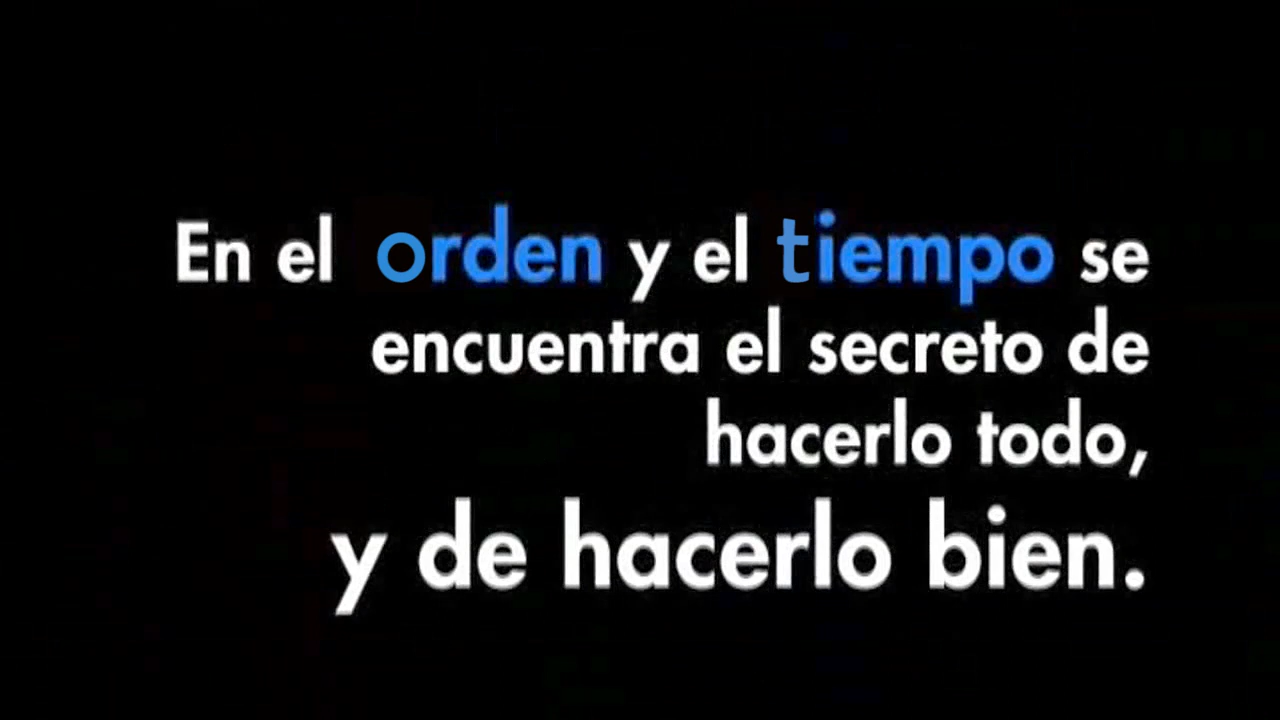 En el orden y el tiempo se
encuentra el secreto de
hacerlo todo,
y de hacerlo bien.